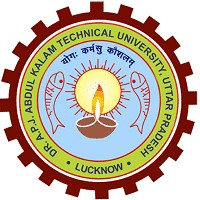 DR. A.P.J. ABDUL KALAM TECHNICAL UNIVERSITY, UTTAR PRADESH
योगः कर्मसु कौशलम्
LUCKNOW